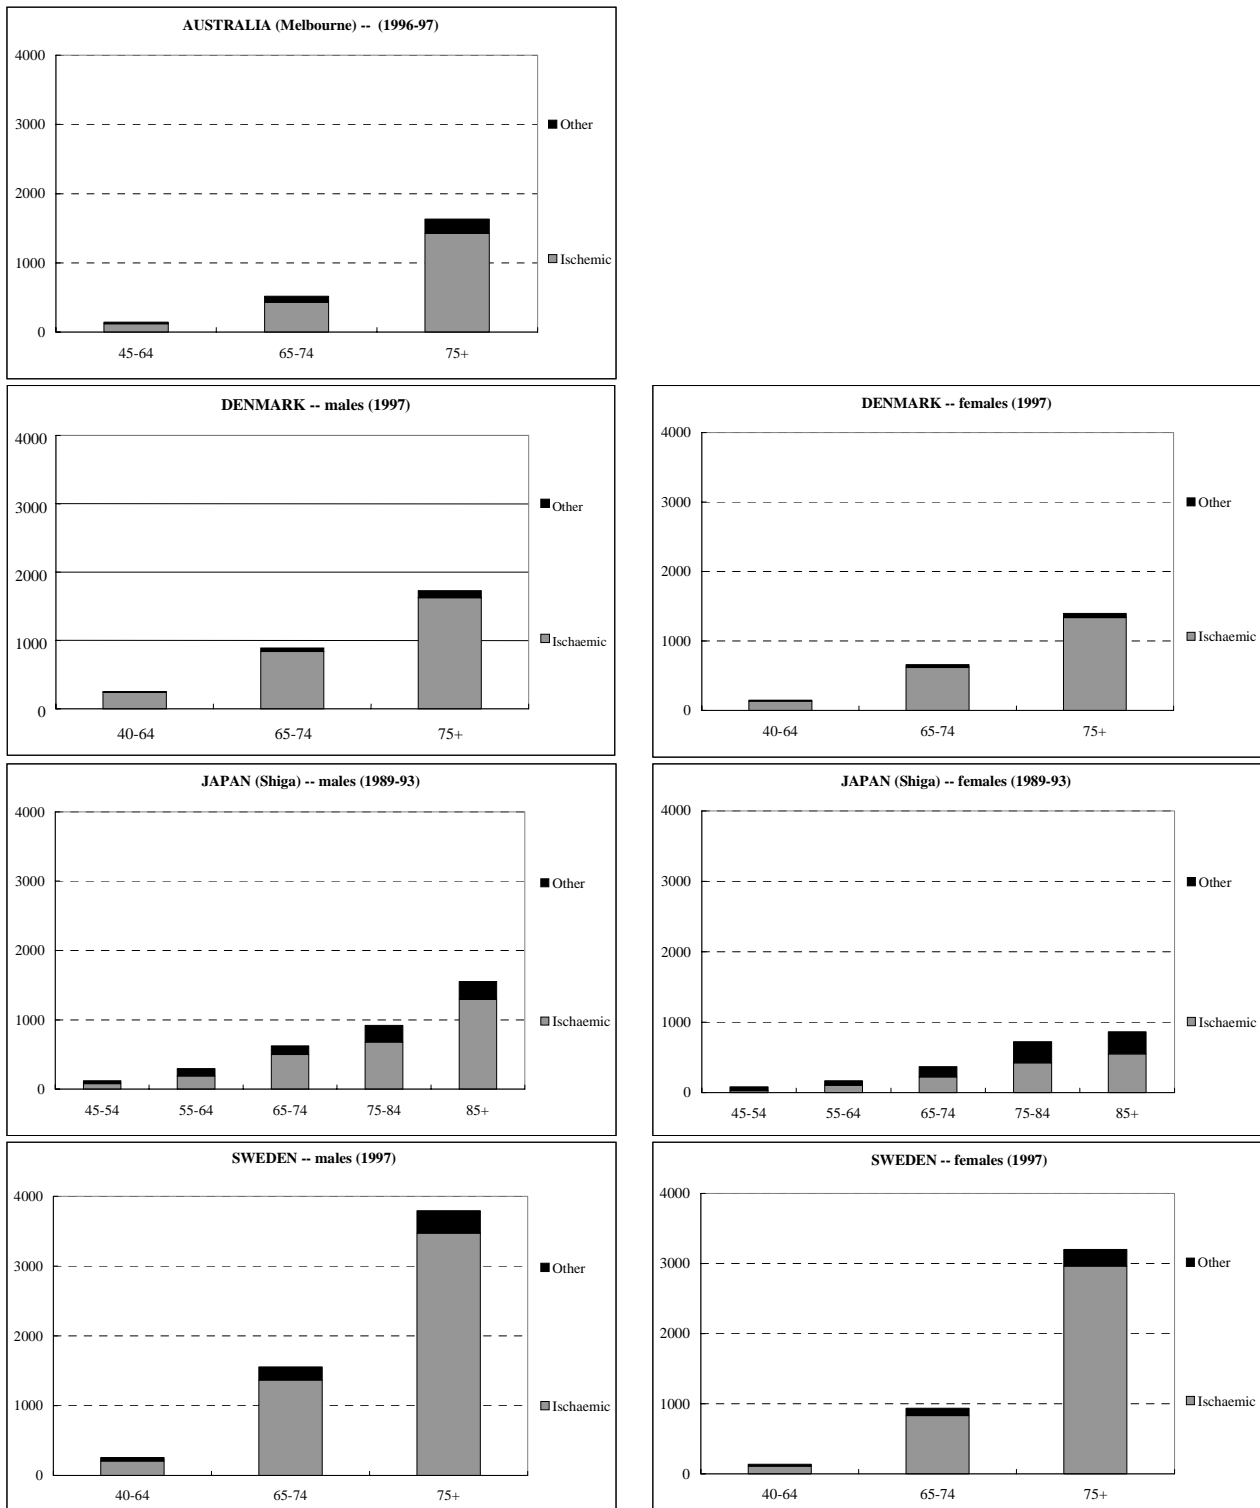 AUSTRALIA (Melbourne) -- (1996-97)
4000
3000
2000
1000
0
45-64 65-74 75+
Other
Ischemic
DENMARK -- males (1997)
4000
3000
2000
1000
0
40-64 65-74 75+
Other
Ischaemic
DENMARK -- females (1997)
4000
3000
2000
1000
0
40-64 65-74 75+
Other
Ischaemic
JAPAN (Shiga) -- males (1989-93)
4000
3000
2000
1000
0
45-54 55-64 65-74 75-84 85+
Other
Ischaemic
JAPAN (Shiga) -- females (1989-93)
4000
3000
2000
1000
0
45-54 55-64 65-74 75-84 85+
Other
Ischaemic
SWEDEN -- males (1997)
4000
3000
2000
1000
0
40-64 65-74 75+
Other
Ischaemic
SWEDEN -- females (1997)
4000
3000
2000
1000
0
40-64 65-74 75+
Other
Ischaemic